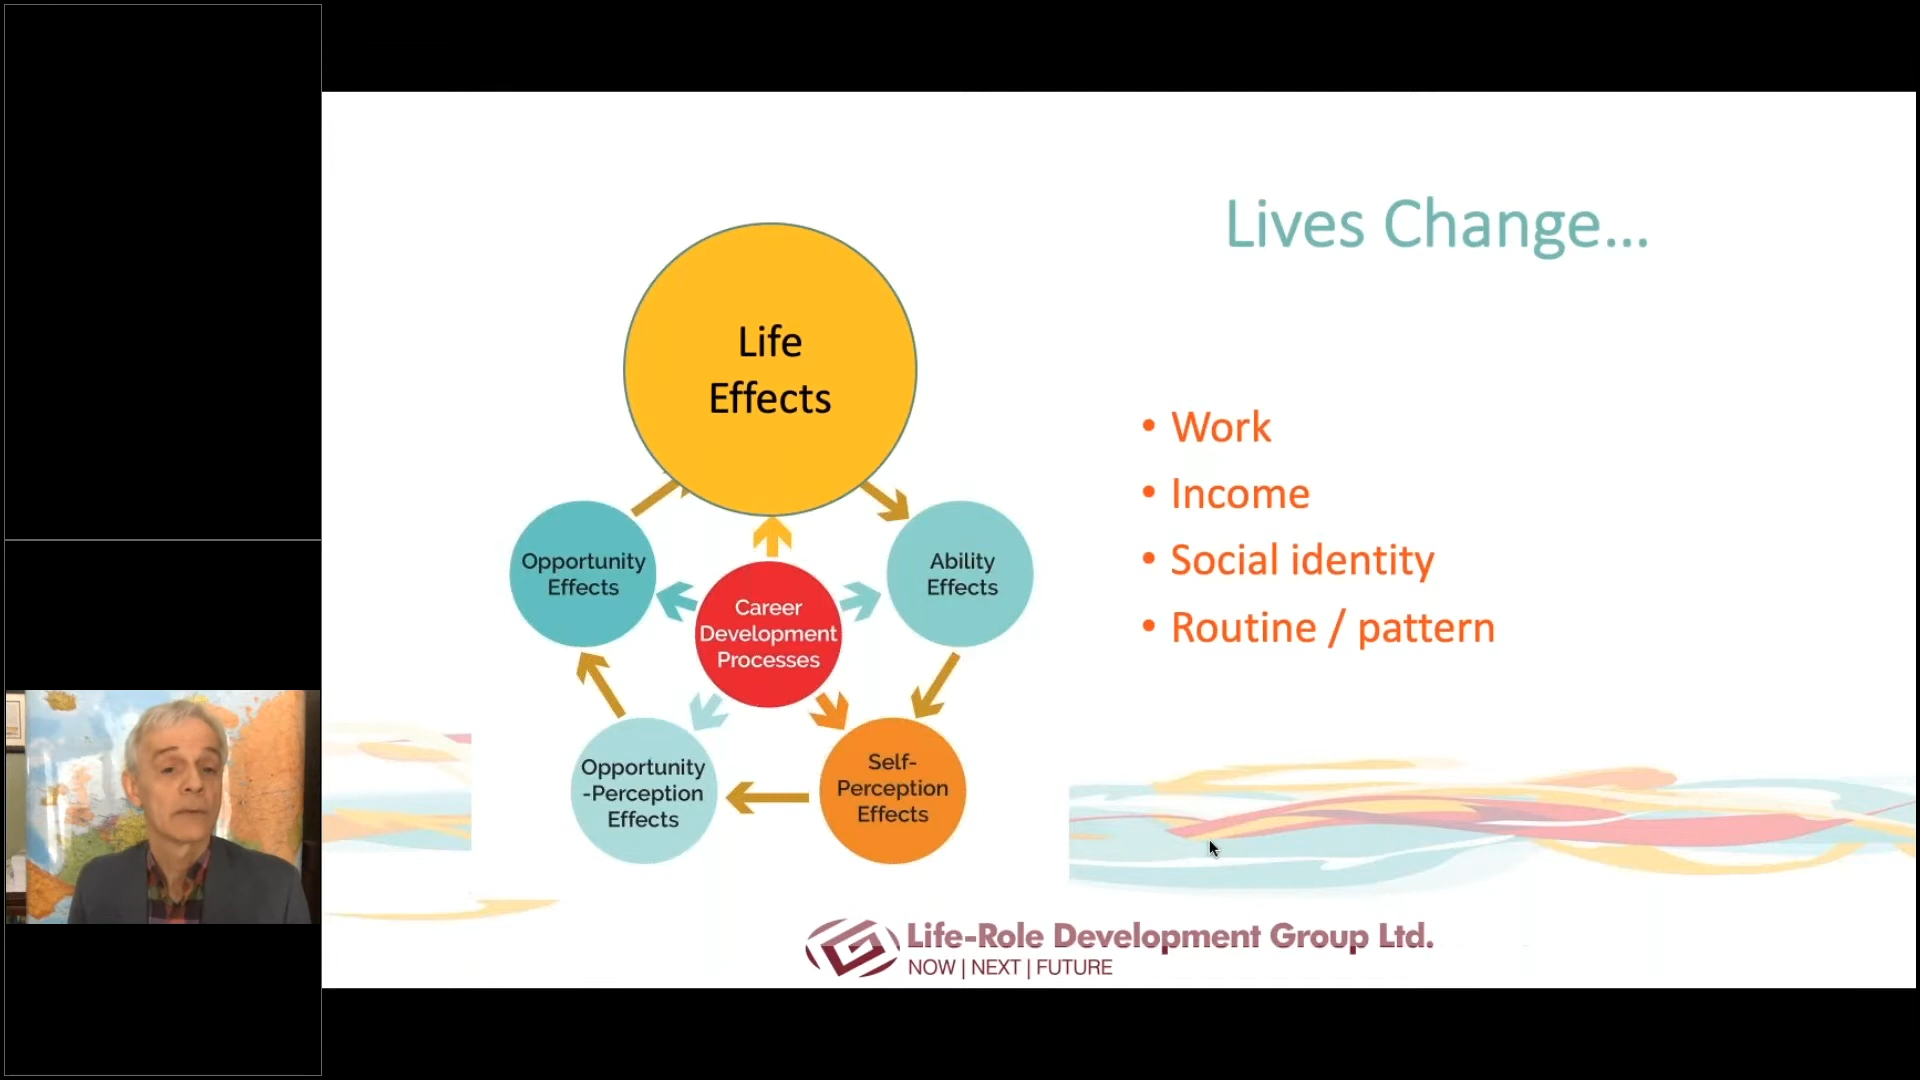 Lives Change...
Life
Effects
Opportunity
Effects
Ability
Effects
Career
Development
Processes
Opportunity
-Perception
Effects
Self-
Perception
Effects
• Work
• Income
• Social identity
• Routine / pattern
Life-Role Development Group Ltd.
NOW | NEXT | FUTURE